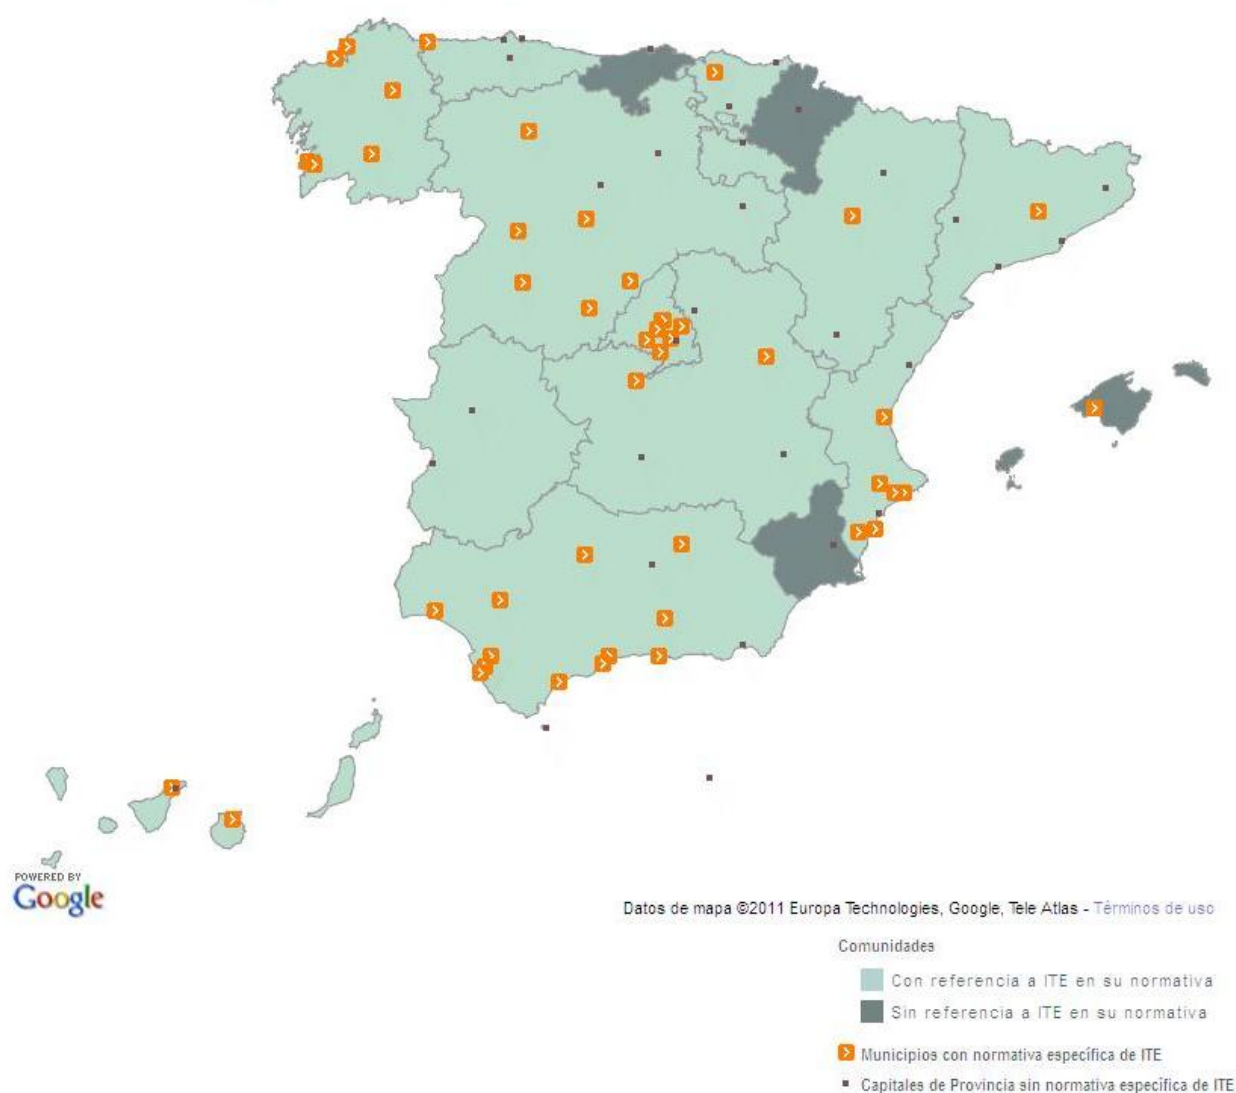 POWERED BY
Google
Datos de mapa ©2011 Europa Technologies, Google, Tele Atlas - Términos de uso
Comunidades
Con referencia a ITE en su normativa
Sin referencia a ITE en su normativa
Municipios con normativa específica de ITE
Capitales de Provincia sin normativa específica de ITE